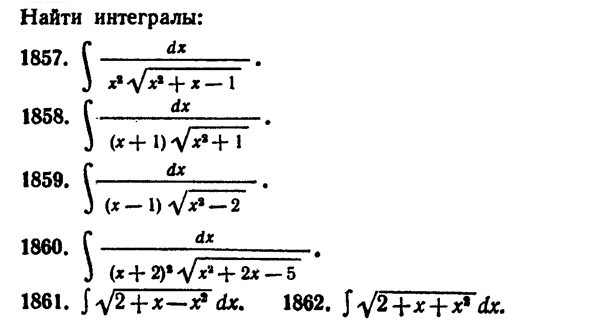 Найти интегралы:
1857. ∫ dx / (x² √(x² + x − 1)).
1858. ∫ dx / ((x + 1) √(x² + 1)).
1859. ∫ dx / ((x − 1) √(x² − 2)).
1860. ∫ dx / ((x + 2)² √(x² + 2x − 5)).
1861. ∫ √(2 + x − x²) dx. 1862. ∫ √(2 + x + x²) dx.